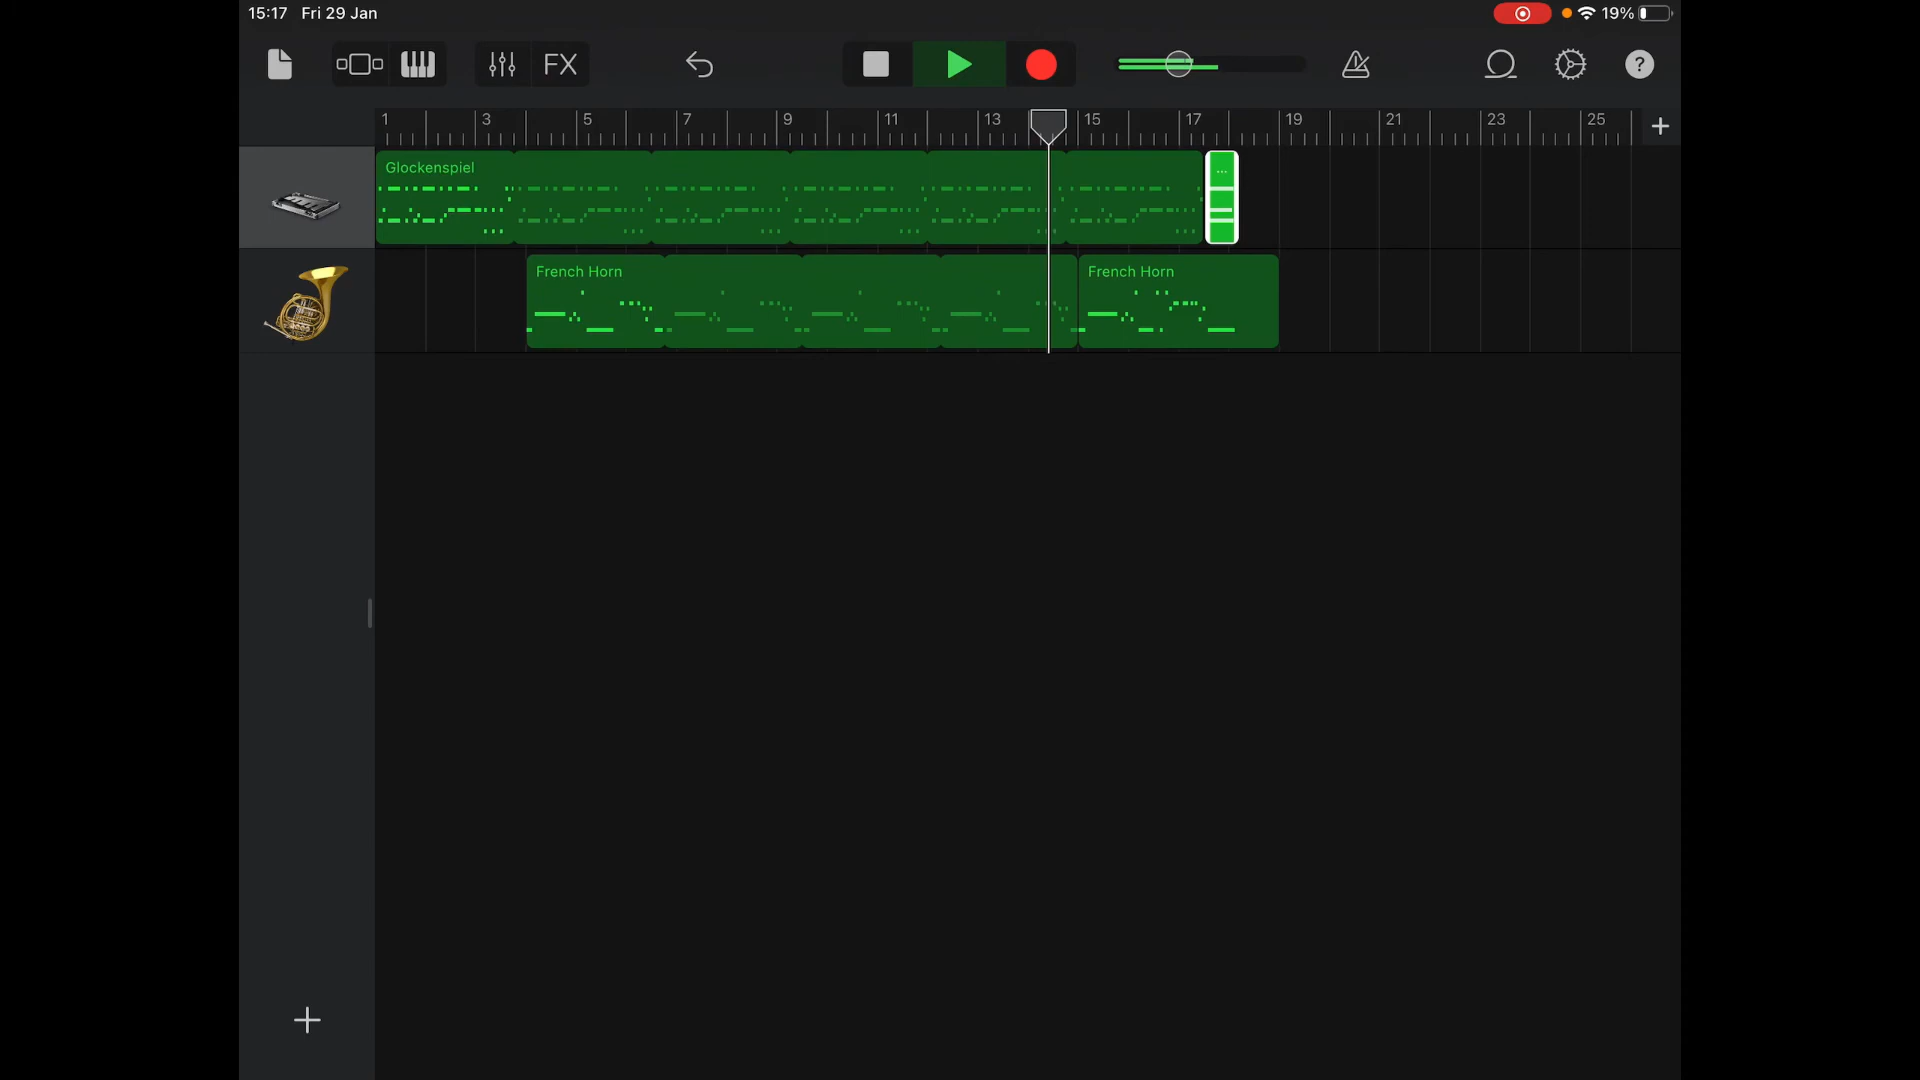 15:17 Fri 29 Jan 19%
FX ?
1 3 5 7 9 11 13 15 17 19 21 23 25 +
Glockenspiel ...
French Horn French Horn
+